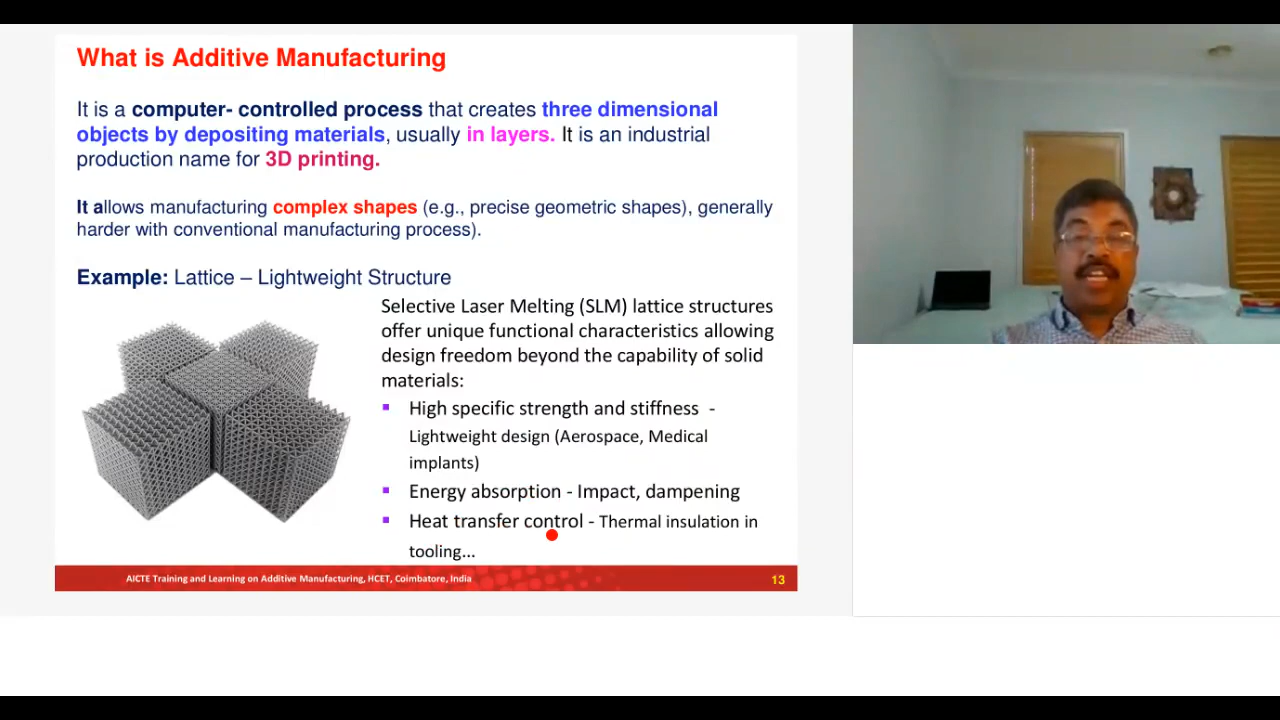 What is Additive Manufacturing
It is a computer- controlled process that creates three dimensional
objects by depositing materials, usually in layers. It is an industrial
production name for 3D printing.
It allows manufacturing complex shapes (e.g., precise geometric shapes), generally
harder with conventional manufacturing process).
Example: Lattice – Lightweight Structure
Selective Laser Melting (SLM) lattice structures
offer unique functional characteristics allowing
design freedom beyond the capability of solid
materials:
▪ High specific strength and stiffness -
Lightweight design (Aerospace, Medical
implants)
▪ Energy absorption - Impact, dampening
▪ Heat transfer control - Thermal insulation in
tooling...
AICTE Training and Learning on Additive Manufacturing, HCET, Coimbatore, India
13